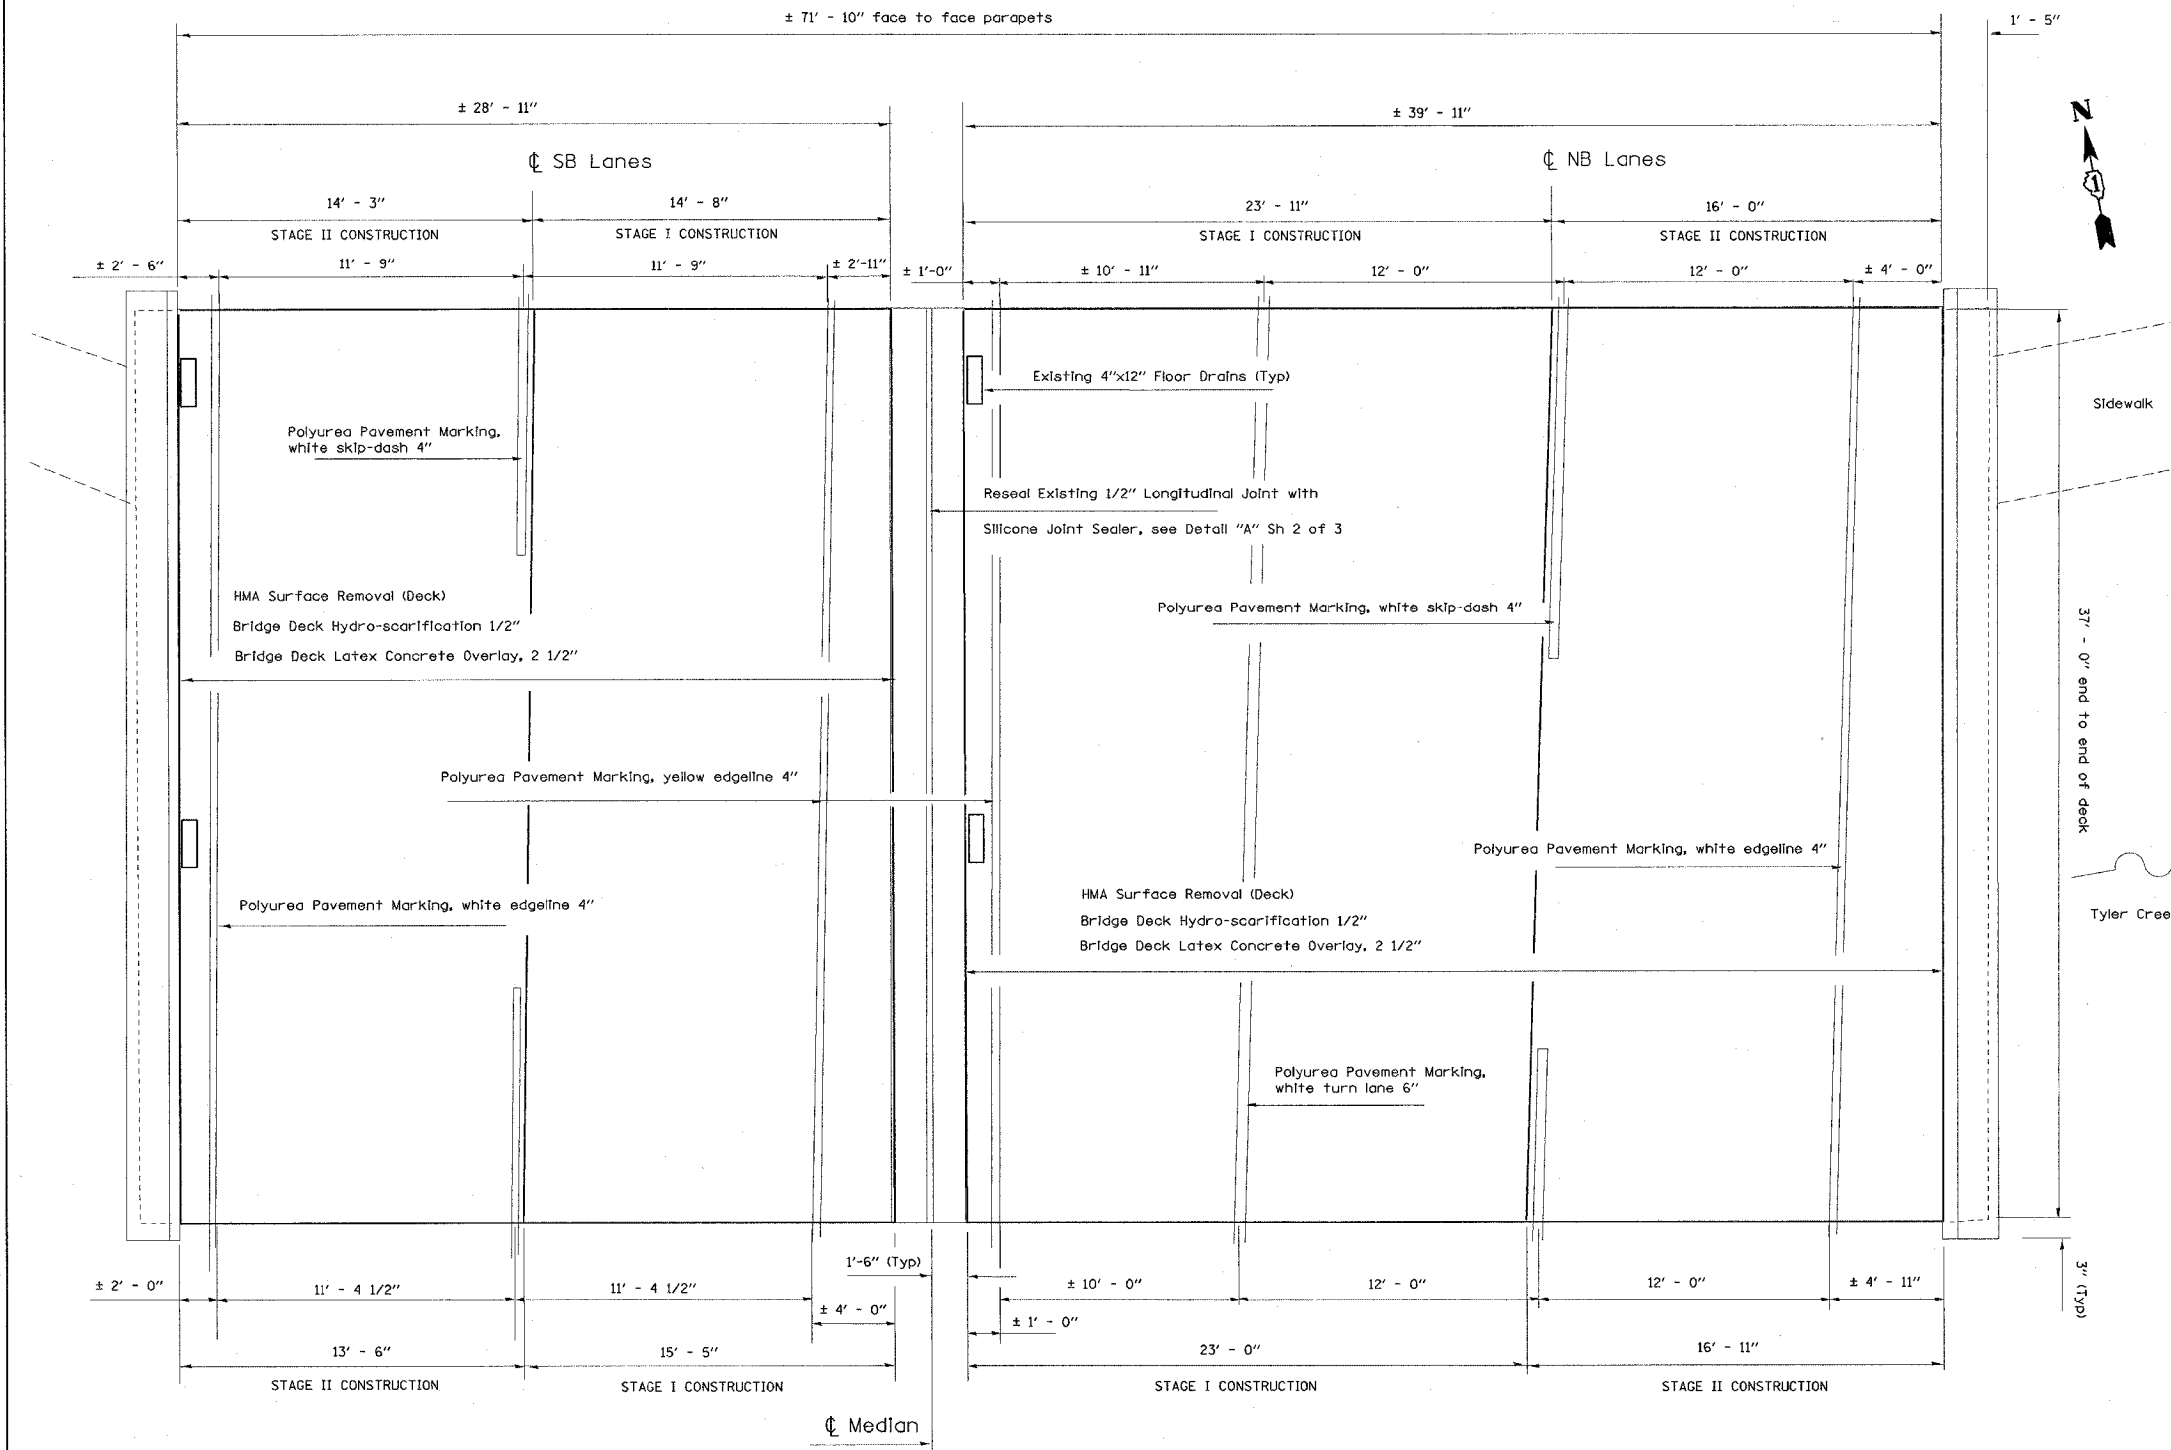 ± 71' - 10" face to face parapets
1' - 5"
± 28' - 11"
± 39' - 11"
N
℄ SB Lanes
℄ NB Lanes
14' - 3"
14' - 8"
23' - 11"
16' - 0"
STAGE II CONSTRUCTION
STAGE I CONSTRUCTION
STAGE I CONSTRUCTION
STAGE II CONSTRUCTION
1
± 2' - 6"
11' - 9"
11' - 9"
± 2'-11"
± 1'-0"
± 10' - 11"
12' - 0"
12' - 0"
± 4' - 0"
Existing 4"x12" Floor Drains (Typ)
Sidewalk
Polyurea Pavement Marking,
white skip-dash 4"
Reseal Existing 1/2" Longitudinal Joint with
Silicone Joint Sealer, see Detail "A" Sh 2 of 3
HMA Surface Removal (Deck)
Bridge Deck Hydro-scarification 1/2"
Bridge Deck Latex Concrete Overlay, 2 1/2"
Polyurea Pavement Marking, white skip-dash 4"
37' - 0" end to end of deck
Polyurea Pavement Marking, yellow edgeline 4"
Polyurea Pavement Marking, white edgeline 4"
Polyurea Pavement Marking, white edgeline 4"
HMA Surface Removal (Deck)
Bridge Deck Hydro-scarification 1/2"
Bridge Deck Latex Concrete Overlay, 2 1/2"
Tyler Cree
Polyurea Pavement Marking,
white turn lane 6"
1'-6" (Typ)
± 2' - 0"
11' - 4 1/2"
11' - 4 1/2"
± 4' - 0"
± 10' - 0"
12' - 0"
12' - 0"
± 4' - 11"
3" (Typ)
± 1' - 0"
13' - 6"
15' - 5"
23' - 0"
16' - 11"
STAGE II CONSTRUCTION
STAGE I CONSTRUCTION
STAGE I CONSTRUCTION
STAGE II CONSTRUCTION
℄ Median